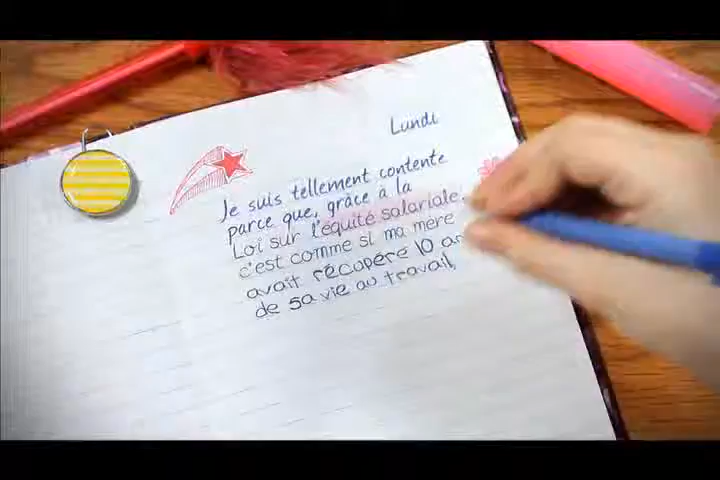 Lundi
Je suis tellement contente
parce que, grâce à la
Loi sur l'équité salariale,
c'est comme si ma mère
avait récupéré 10 an
de sa vie au travail,